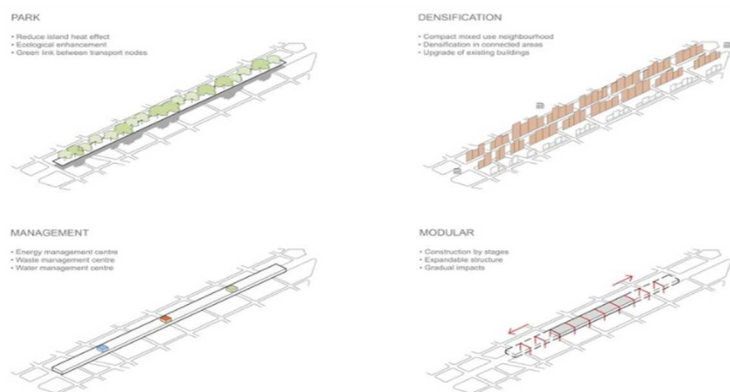 PARK
• Reduce island heat effect
• Ecological enhancement
• Green link between transport nodes
DENSIFICATION
• Compact mixed use neighbourhood
• Densification in connected areas
• Upgrade of existing buildings
MANAGEMENT
• Energy management centre
• Waste management centre
• Water management centre
MODULAR
• Construction by stages
• Expandable structure
• Gradual impacts